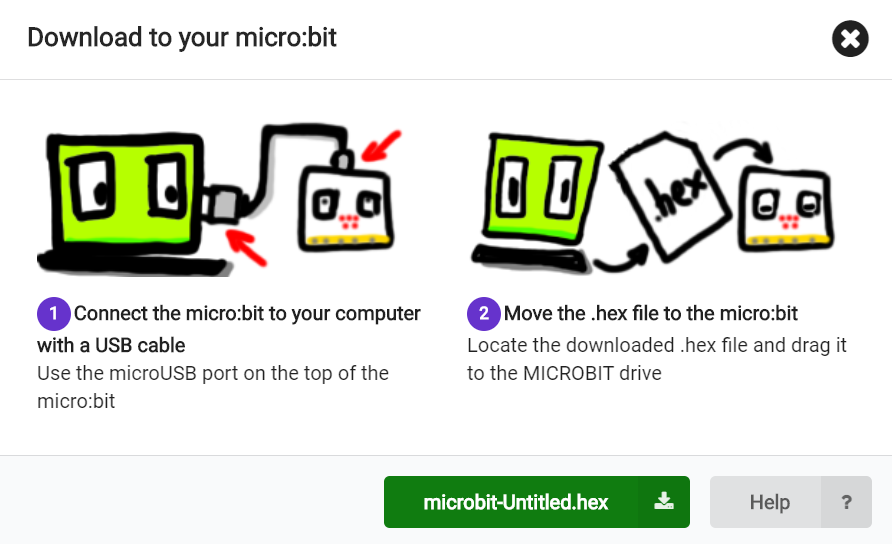 Download to your micro:bit
.hex
1 Connect the micro:bit to your computer
with a USB cable
Use the microUSB port on the top of the
micro:bit
2 Move the .hex file to the micro:bit
Locate the downloaded .hex file and drag it
to the MICROBIT drive
microbit-Untitled.hex
Help ?